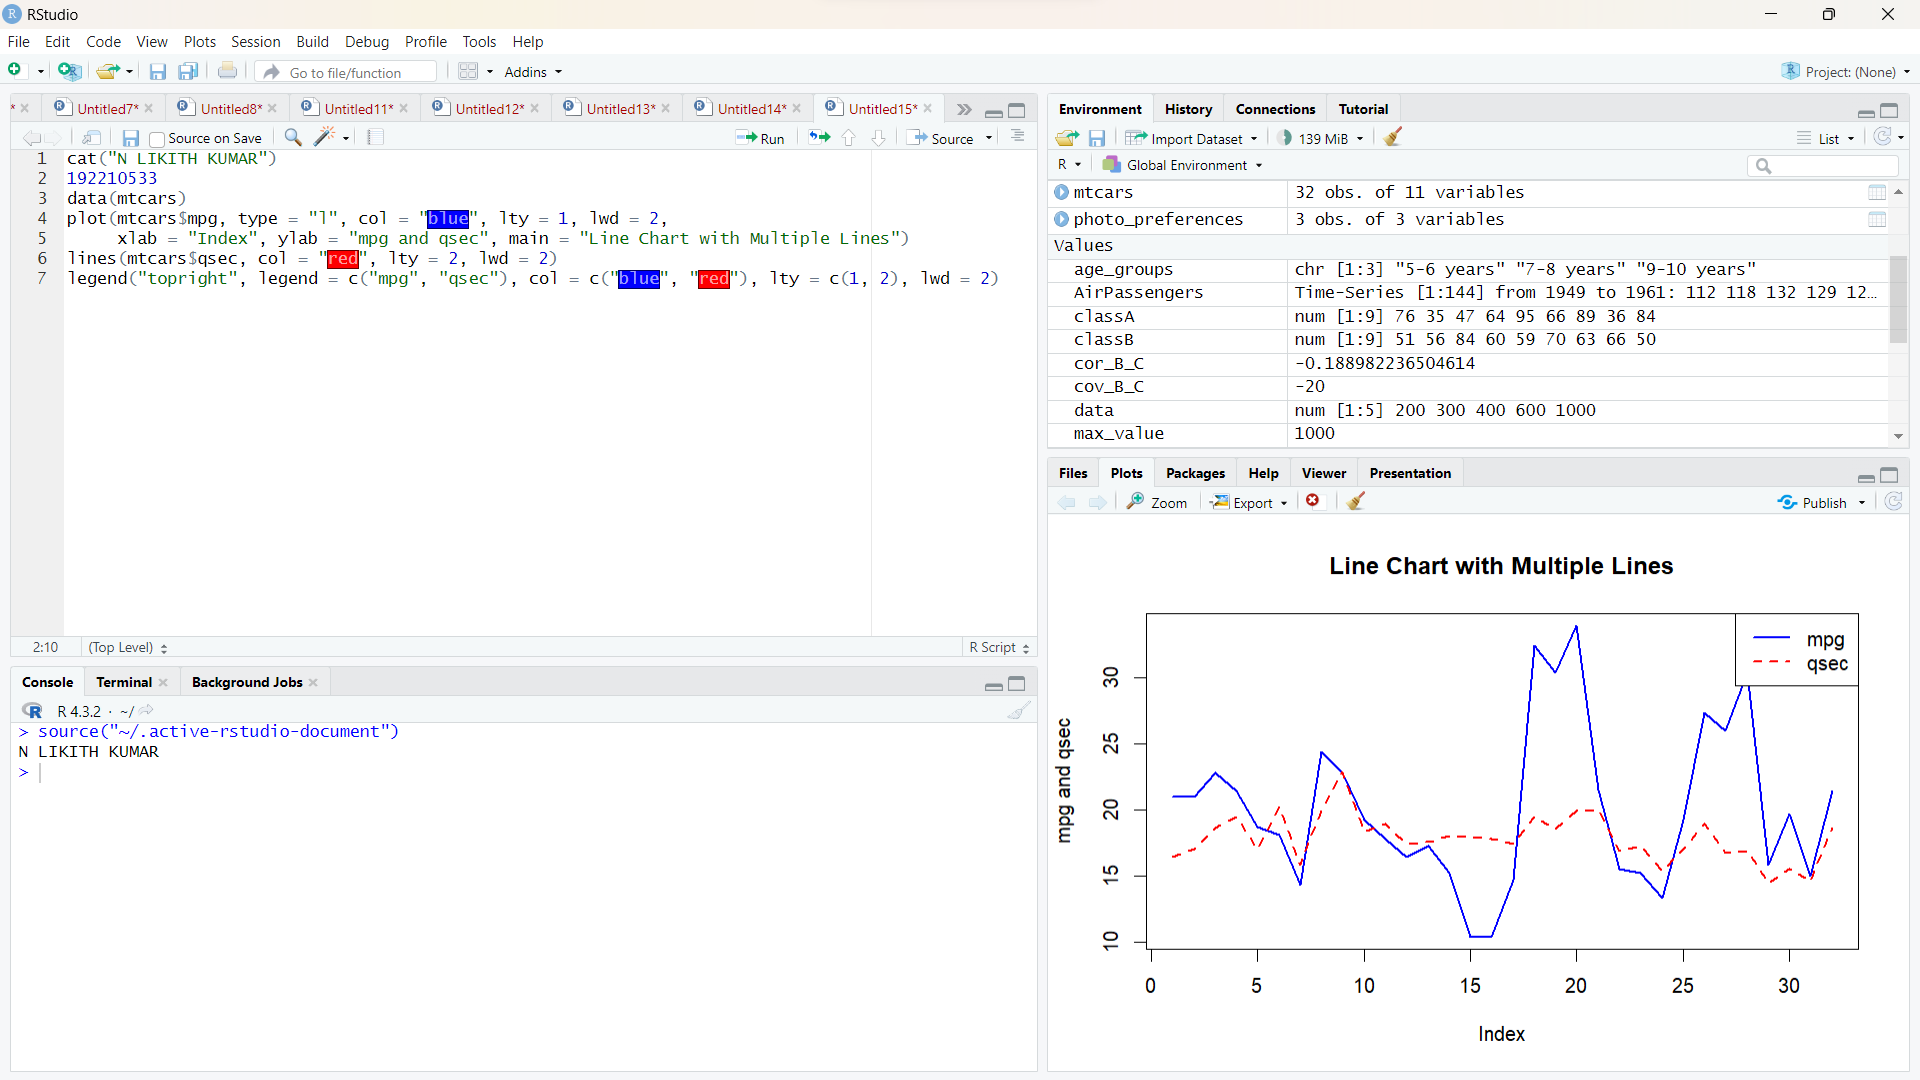 RStudio
File Edit Code View Plots Session Build Debug Profile Tools Help
Go to file/function Addins Project: (None)
* Untitled7* Untitled8* Untitled11* Untitled12* Untitled13* Untitled14* Untitled15*
Source on Save Run Source
1 cat("N LIKITH KUMAR")
2 192210533
3 data(mtcars)
4 plot(mtcars$mpg, type = "l", col = "blue", lty = 1, lwd = 2,
5 xlab = "Index", ylab = "mpg and qsec", main = "Line Chart with Multiple Lines")
6 lines(mtcars$qsec, col = "red", lty = 2, lwd = 2)
7 legend("topright", legend = c("mpg", "qsec"), col = c("blue", "red"), lty = c(1, 2), lwd = 2)
2:10 (Top Level) R Script
Console Terminal Background Jobs
R 4.3.2 · ~/
> source("~/.active-rstudio-document")
N LIKITH KUMAR
>
Environment History Connections Tutorial
Import Dataset 139 MiB List
R Global Environment
mtcars 32 obs. of 11 variables
photo_preferences 3 obs. of 3 variables
Values
age_groups chr [1:3] "5-6 years" "7-8 years" "9-10 years"
AirPassengers Time-Series [1:144] from 1949 to 1961: 112 118 132 129 12…
classA num [1:9] 76 35 47 64 95 66 89 36 84
classB num [1:9] 51 56 84 60 59 70 63 66 50
cor_B_C -0.188982236504614
cov_B_C -20
data num [1:5] 200 300 400 600 1000
max_value 1000
Files Plots Packages Help Viewer Presentation
Zoom Export Publish
Line Chart with Multiple Lines
mpg
qsec
mpg and qsec
30
25
20
15
10
0 5 10 15 20 25 30
Index